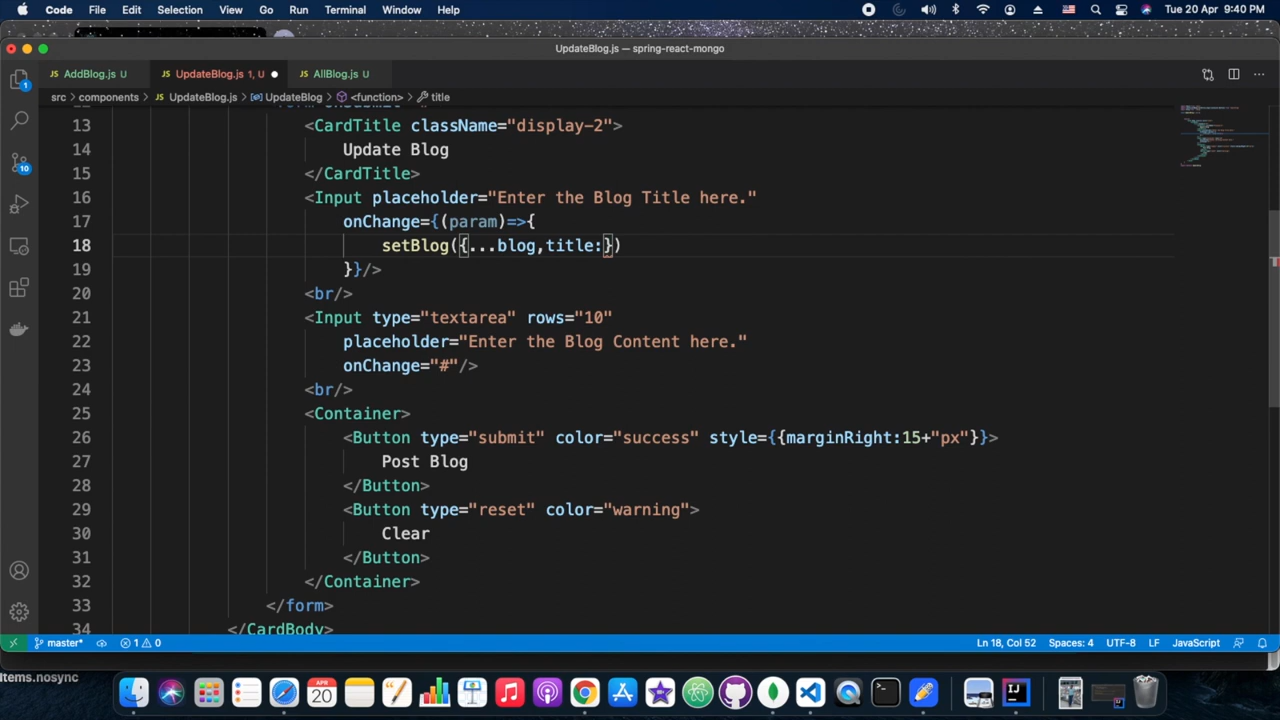 Code File Edit Selection View Go Run Terminal Window Help Tue 20 Apr 9:40 PM
UpdateBlog.js — spring-react-mongo
JS AddBlog.js U JS UpdateBlog.js 1, U JS AllBlog.js U
src components JS UpdateBlog.js UpdateBlog <function> title
13 <CardTitle className="display-2">
14 Update Blog
15 </CardTitle>
16 <Input placeholder="Enter the Blog Title here."
17 onChange={(param)=>{
18 setBlog({...blog,title:})
19 }}/>
20 <br/>
21 <Input type="textarea" rows="10"
22 placeholder="Enter the Blog Content here."
23 onChange="#"/>
24 <br/>
25 <Container>
26 <Button type="submit" color="success" style={{marginRight:15+"px"}}>
27 Post Blog
28 </Button>
29 <Button type="reset" color="warning">
30 Clear
31 </Button>
32 </Container>
33 </form>
34 </CardBody>
1
10
master* 1 0 Ln 18, Col 52 Spaces: 4 UTF-8 LF JavaScript
Items.nosync
APR
20